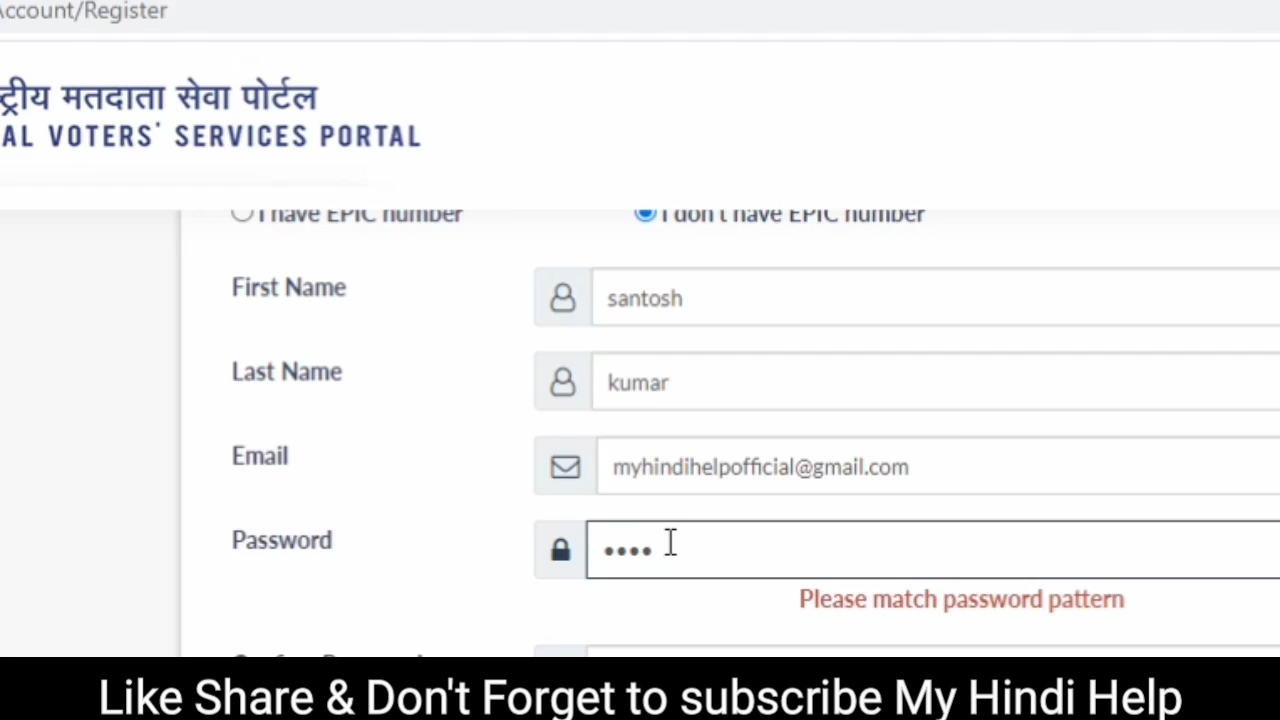 Account/Register
ट्रीय मतदाता सेवा पोर्टल
AL VOTERS' SERVICES PORTAL
I have EPIC number
I don't have EPIC number
First Name
santosh
Last Name
kumar
Email
myhindihelpofficial@gmail.com
Password
••••
Please match password pattern
Like Share & Don't Forget to subscribe My Hindi Help